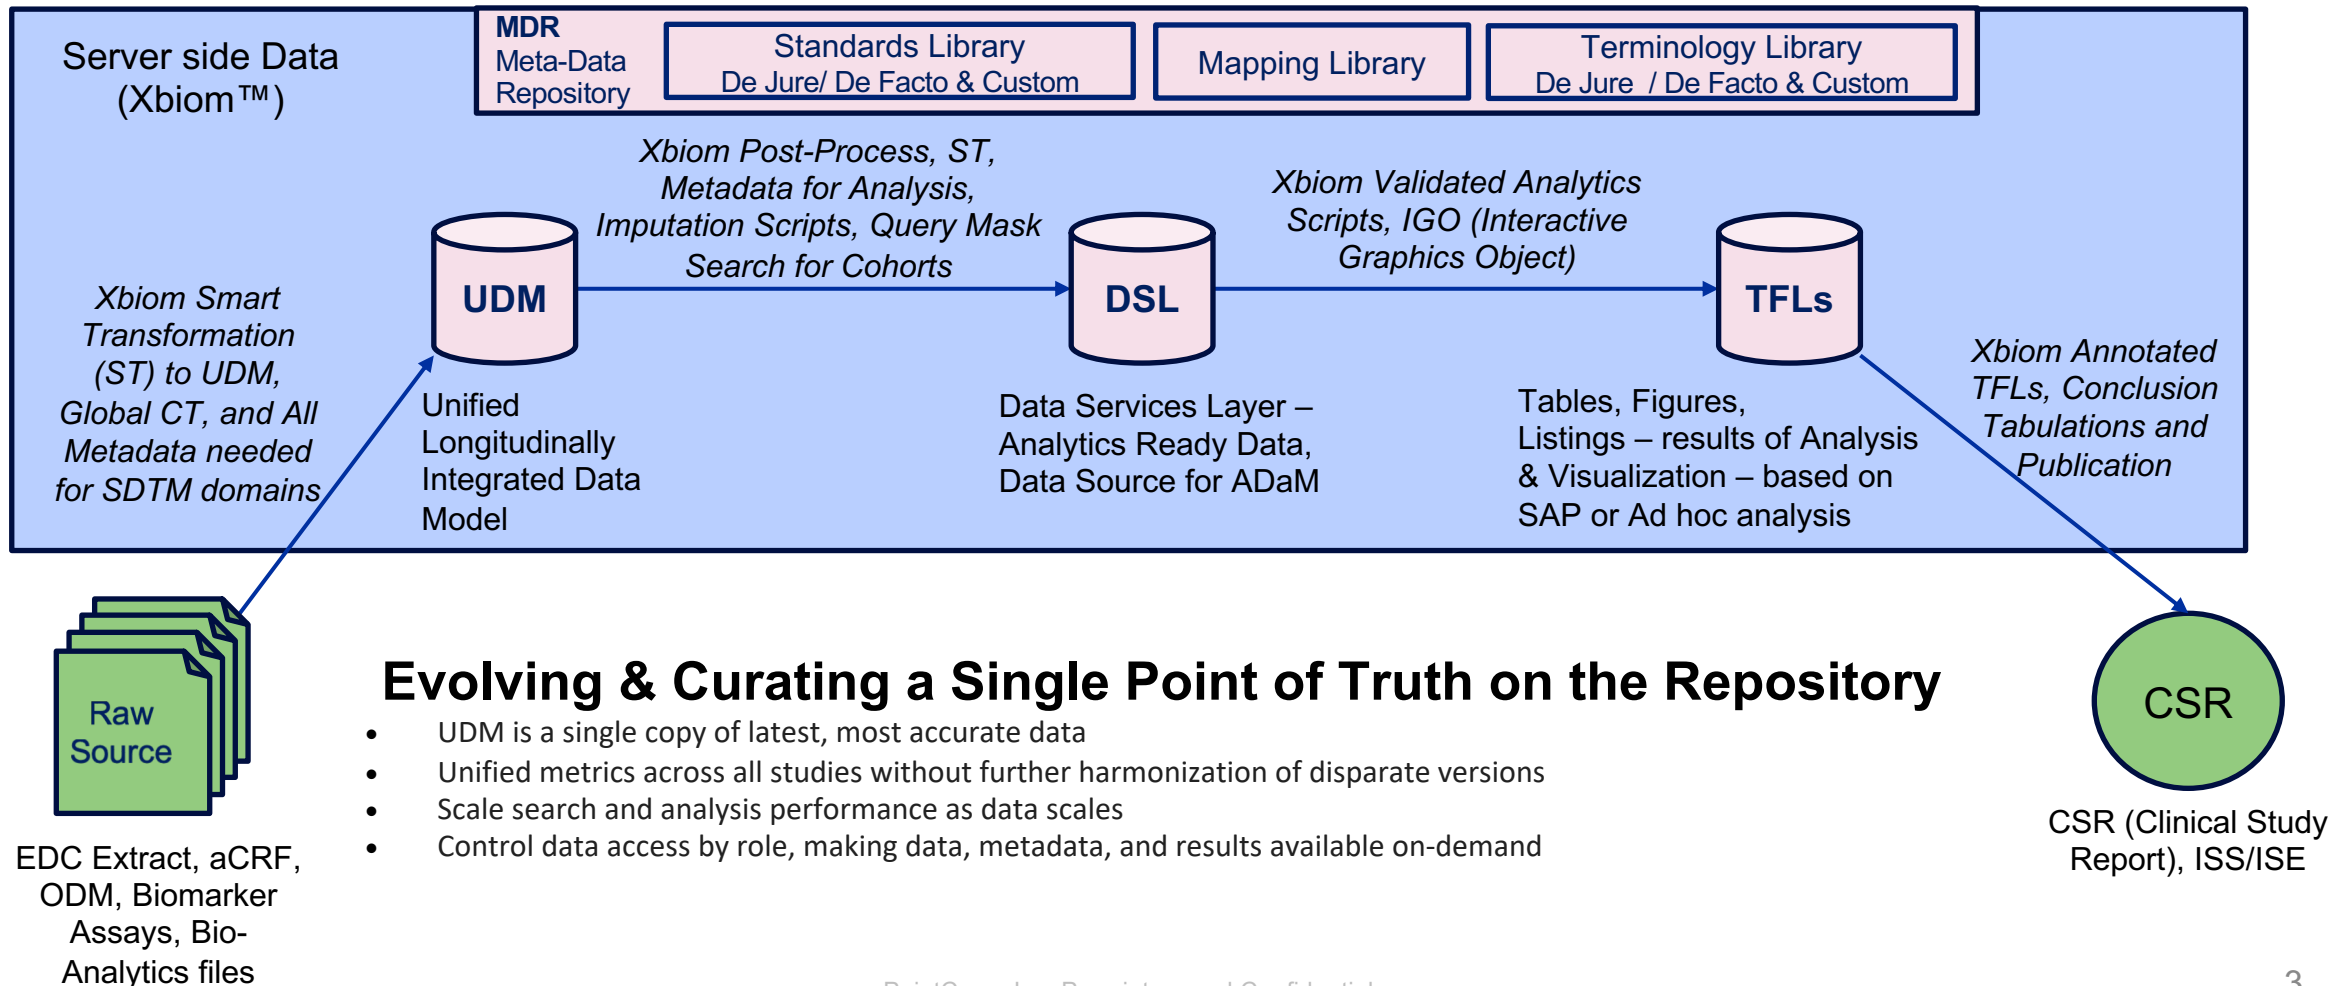 Server side Data
(Xbiom™)
MDR
Meta-Data
Repository
Standards Library
De Jure/ De Facto & Custom
Mapping Library
Terminology Library
De Jure / De Facto & Custom
Xbiom Smart
Transformation
(ST) to UDM,
Global CT, and All
Metadata needed
for SDTM domains
UDM
Unified
Longitudinally
Integrated Data
Model
Xbiom Post-Process, ST,
Metadata for Analysis,
Imputation Scripts, Query Mask
Search for Cohorts
DSL
Data Services Layer –
Analytics Ready Data,
Data Source for ADaM
Xbiom Validated Analytics
Scripts, IGO (Interactive
Graphics Object)
TFLs
Tables, Figures,
Listings – results of Analysis
& Visualization – based on
SAP or Ad hoc analysis
Xbiom Annotated
TFLs, Conclusion
Tabulations and
Publication
Raw
Source
EDC Extract, aCRF,
ODM, Biomarker
Assays, Bio-
Analytics files
Evolving & Curating a Single Point of Truth on the Repository
• UDM is a single copy of latest, most accurate data
• Unified metrics across all studies without further harmonization of disparate versions
• Scale search and analysis performance as data scales
• Control data access by role, making data, metadata, and results available on-demand
CSR
CSR (Clinical Study
Report), ISS/ISE
3